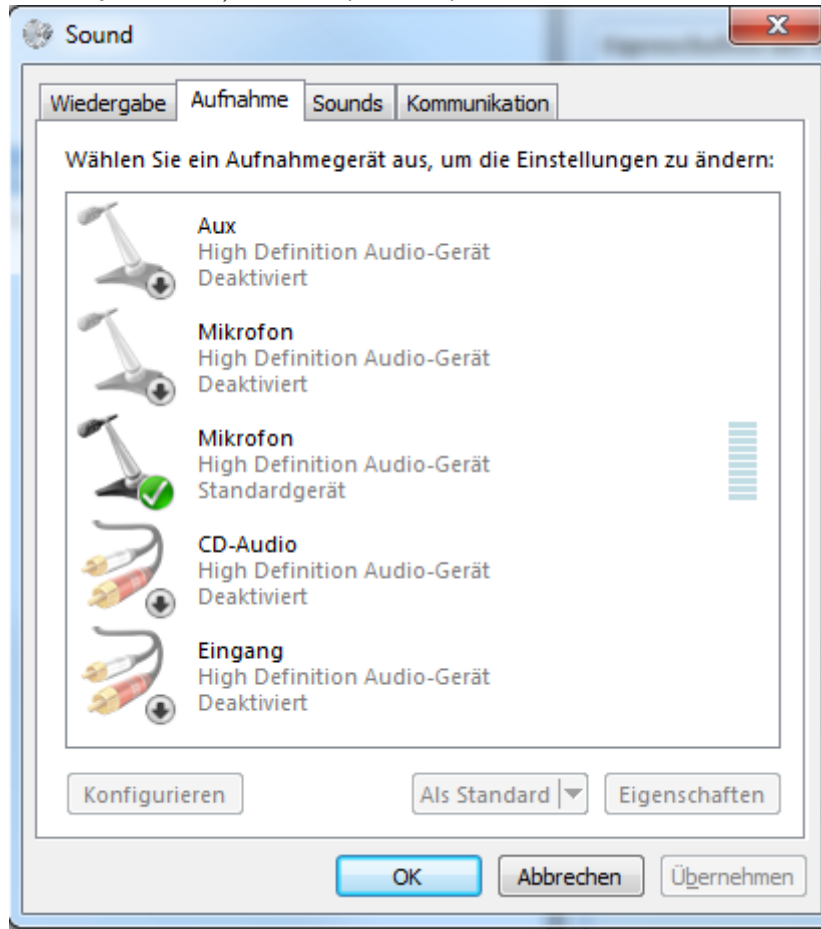 Sound
Wiedergabe Aufnahme Sounds Kommunikation
Wählen Sie ein Aufnahmegerät aus, um die Einstellungen zu ändern:
Aux
High Definition Audio-Gerät
Deaktiviert
Mikrofon
High Definition Audio-Gerät
Deaktiviert
Mikrofon
High Definition Audio-Gerät
Standardgerät
CD-Audio
High Definition Audio-Gerät
Deaktiviert
Eingang
High Definition Audio-Gerät
Deaktiviert
Konfigurieren Als Standard Eigenschaften
OK Abbrechen Übernehmen